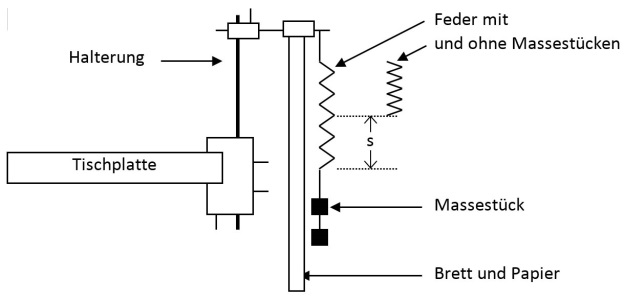 Feder mit
und ohne Massestücken
Halterung
s
Tischplatte
Massestück
Brett und Papier